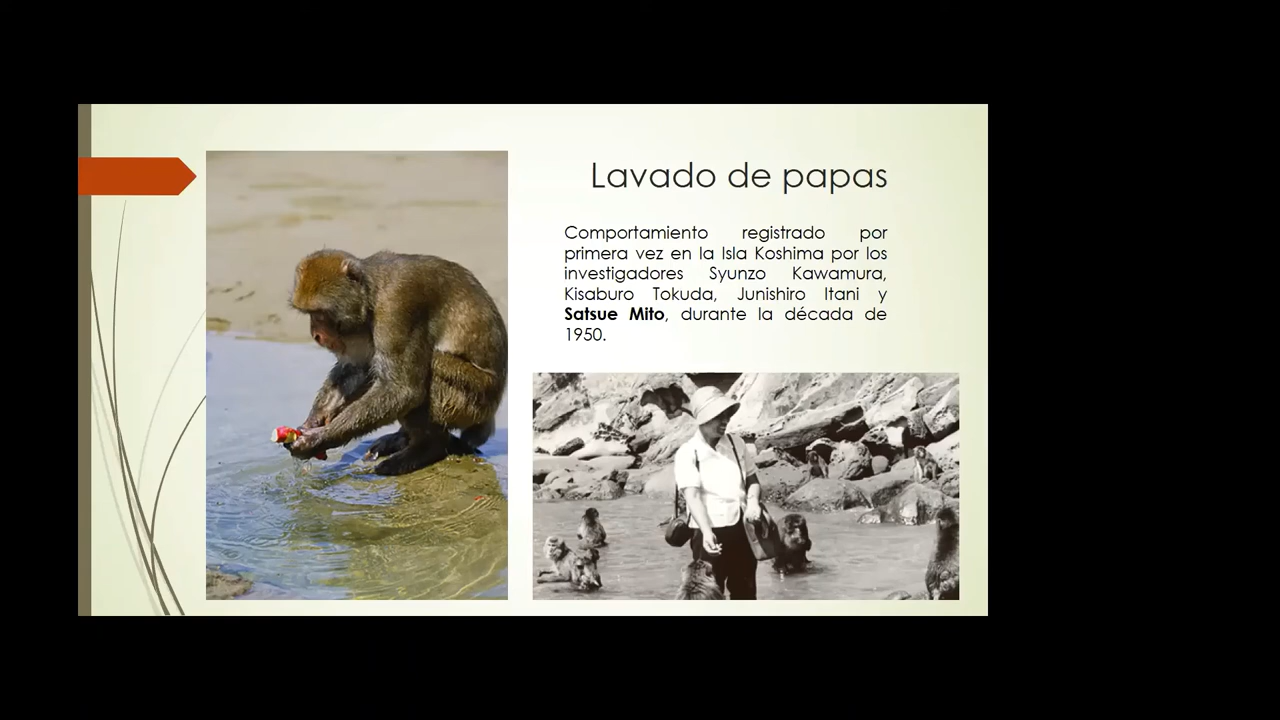 Lavado de papas
Comportamiento registrado por
primera vez en la Isla Koshima por los
investigadores Syunzo Kawamura,
Kisaburo Tokuda, Junishiro Itani y
Satsue Mito, durante la década de
1950.